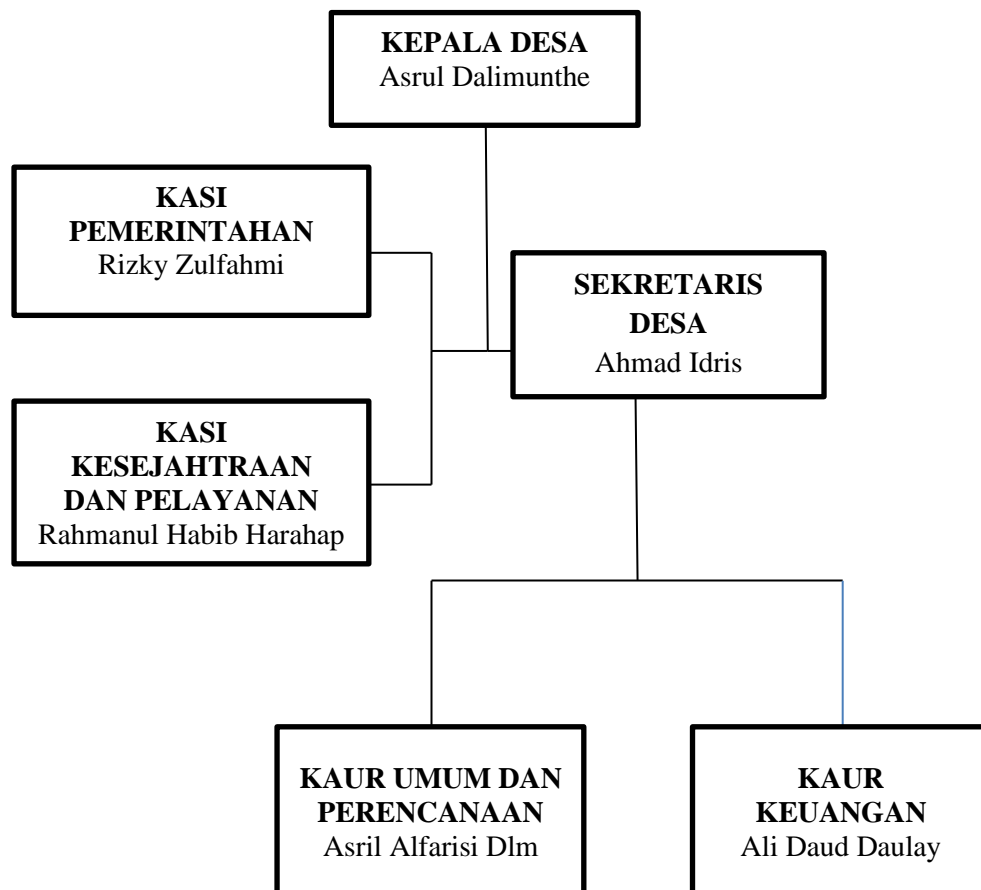 KEPALA DESA
Asrul Dalimunthe
KASI
PEMERINTAHAN
Rizky Zulfahmi
SEKRETARIS
DESA
Ahmad Idris
KASI
KESEJAHTRAAN
DAN PELAYANAN
Rahmanul Habib Harahap
KAUR UMUM DAN
PERENCANAAN
Asril Alfarisi Dlm
KAUR
KEUANGAN
Ali Daud Daulay